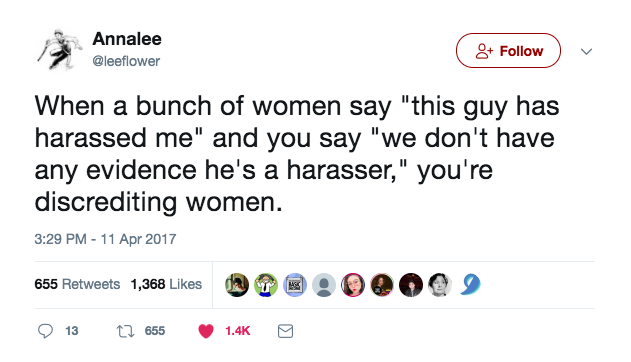 Annalee
@leeflower
Follow
When a bunch of women say "this guy has
harassed me" and you say "we don't have
any evidence he's a harasser," you're
discrediting women.
3:29 PM - 11 Apr 2017
655 Retweets 1,368 Likes
13 655 1.4K